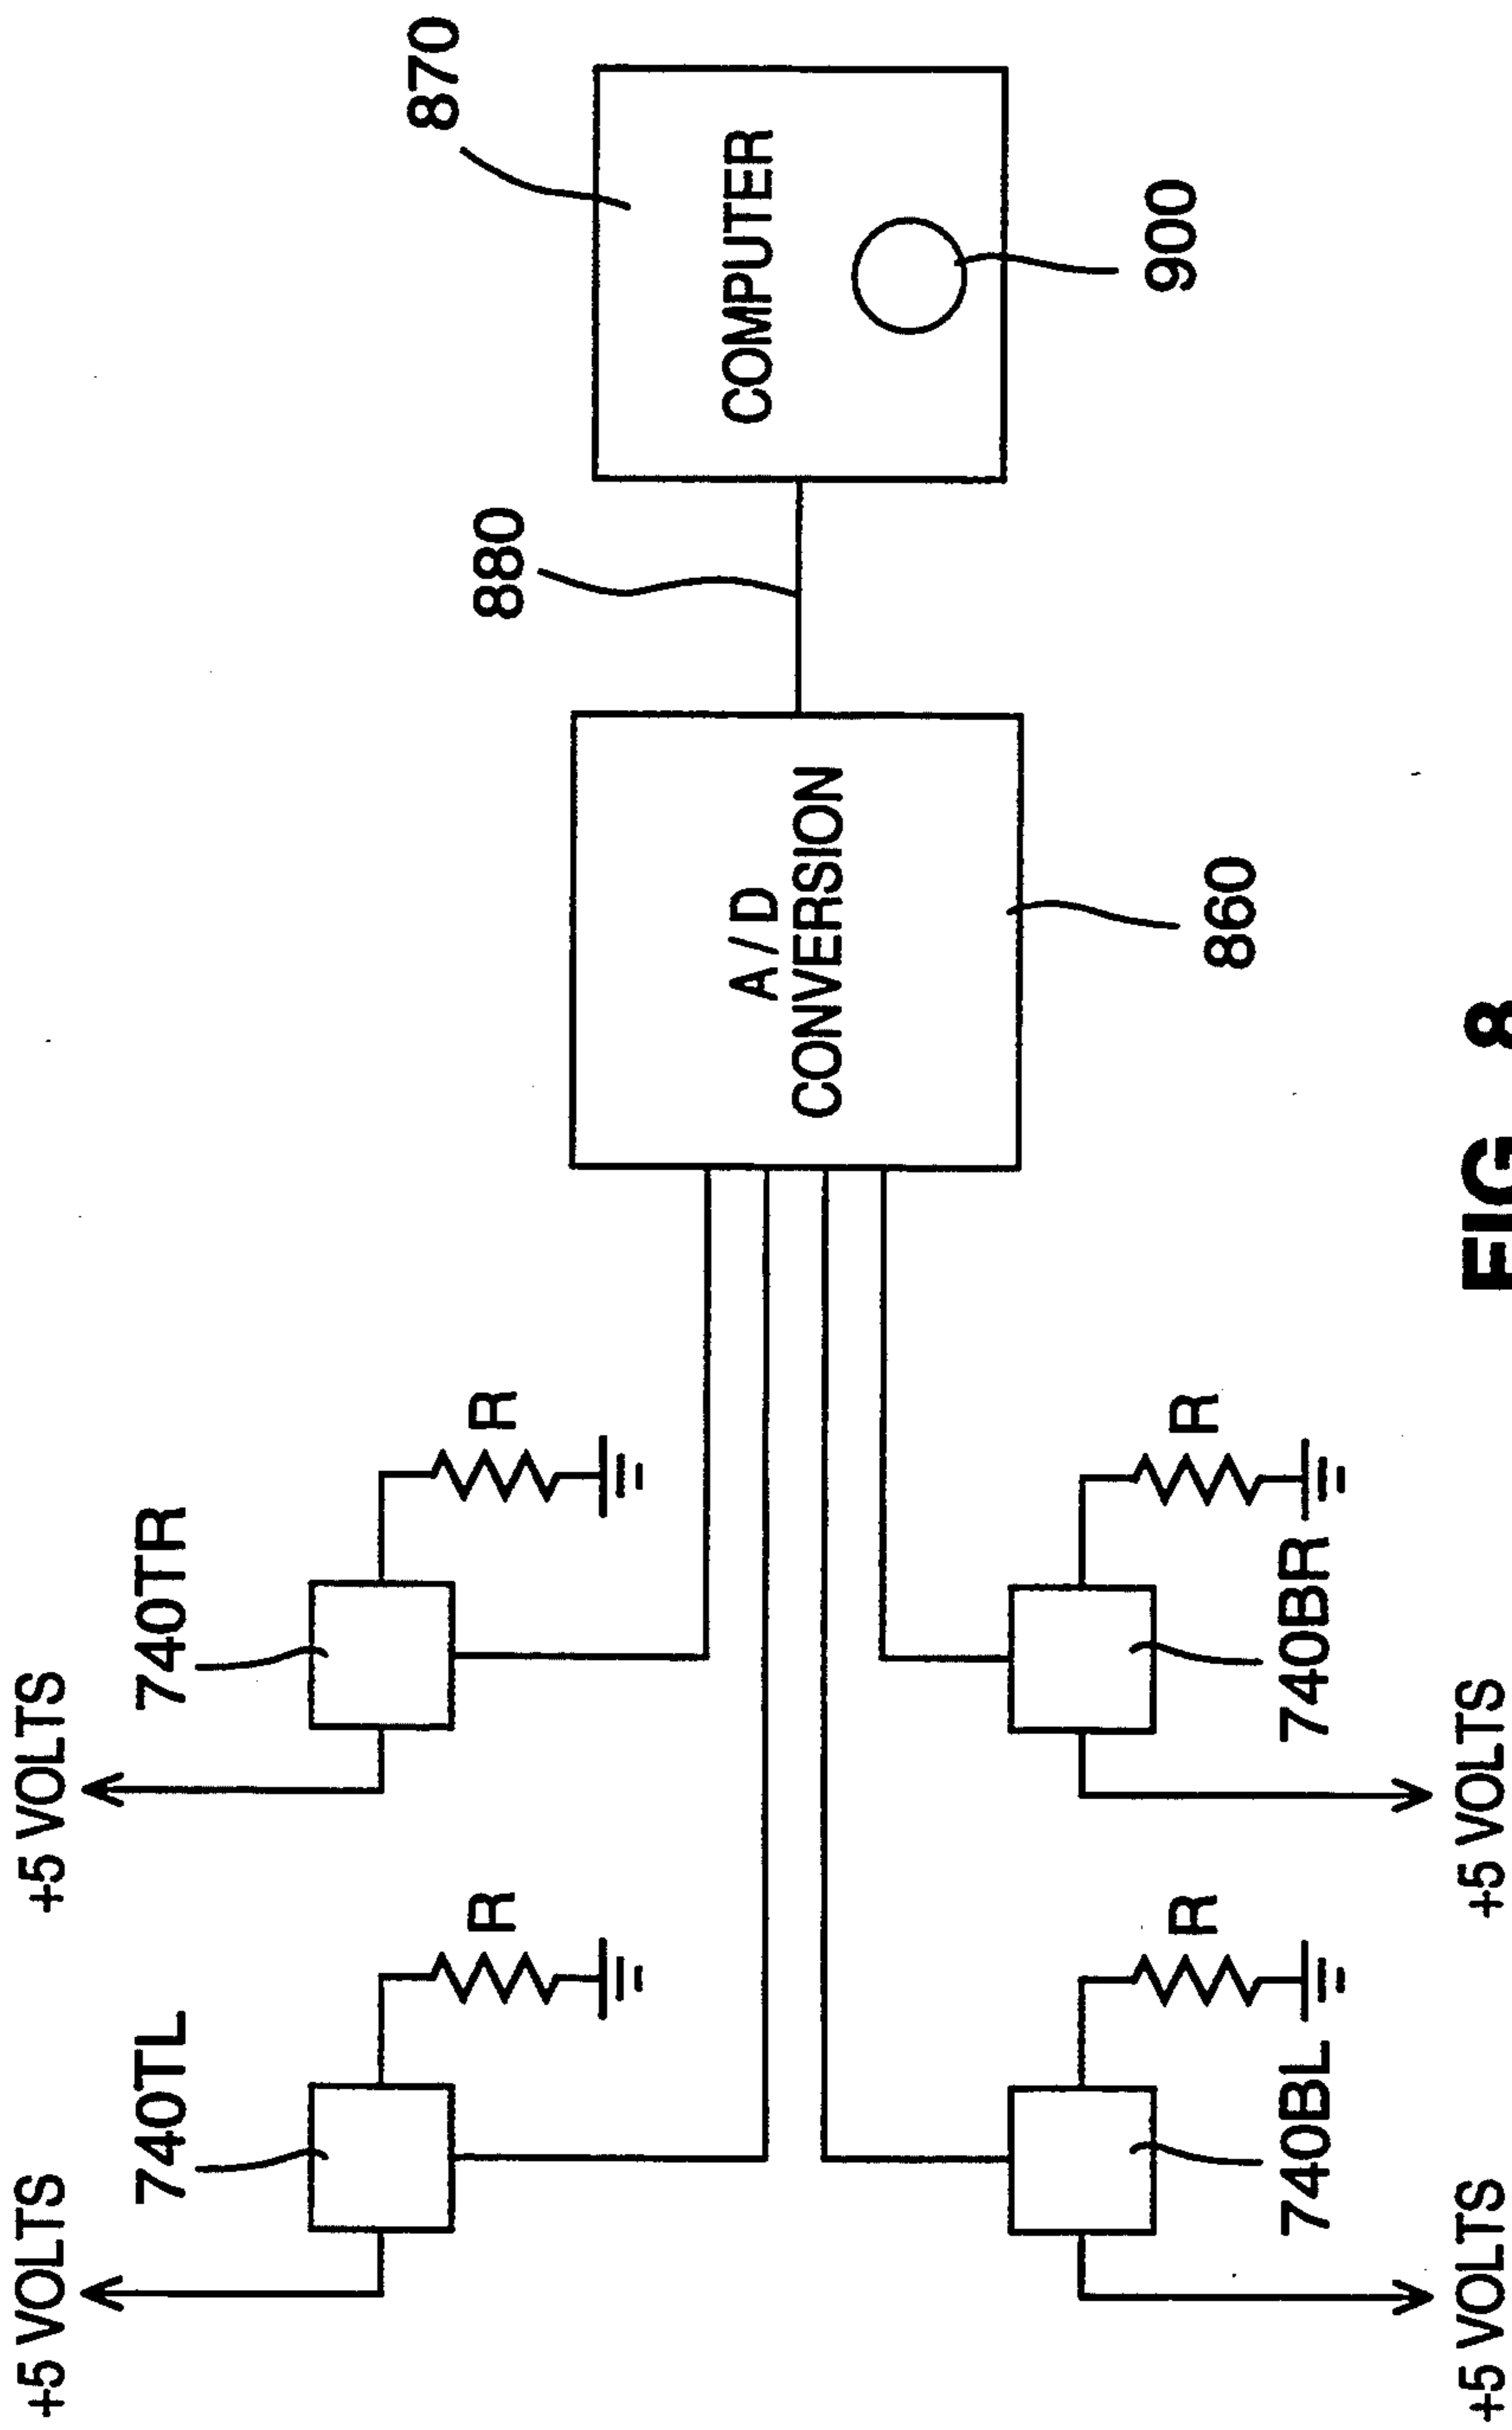 +5 VOLTS
+5 VOLTS
740TL
740TR
R
R
880
870
A / D
CONVERSION
COMPUTER
900
860
R
R
740BL
740BR
+5 VOLTS
+5 VOLTS
FIG. 8